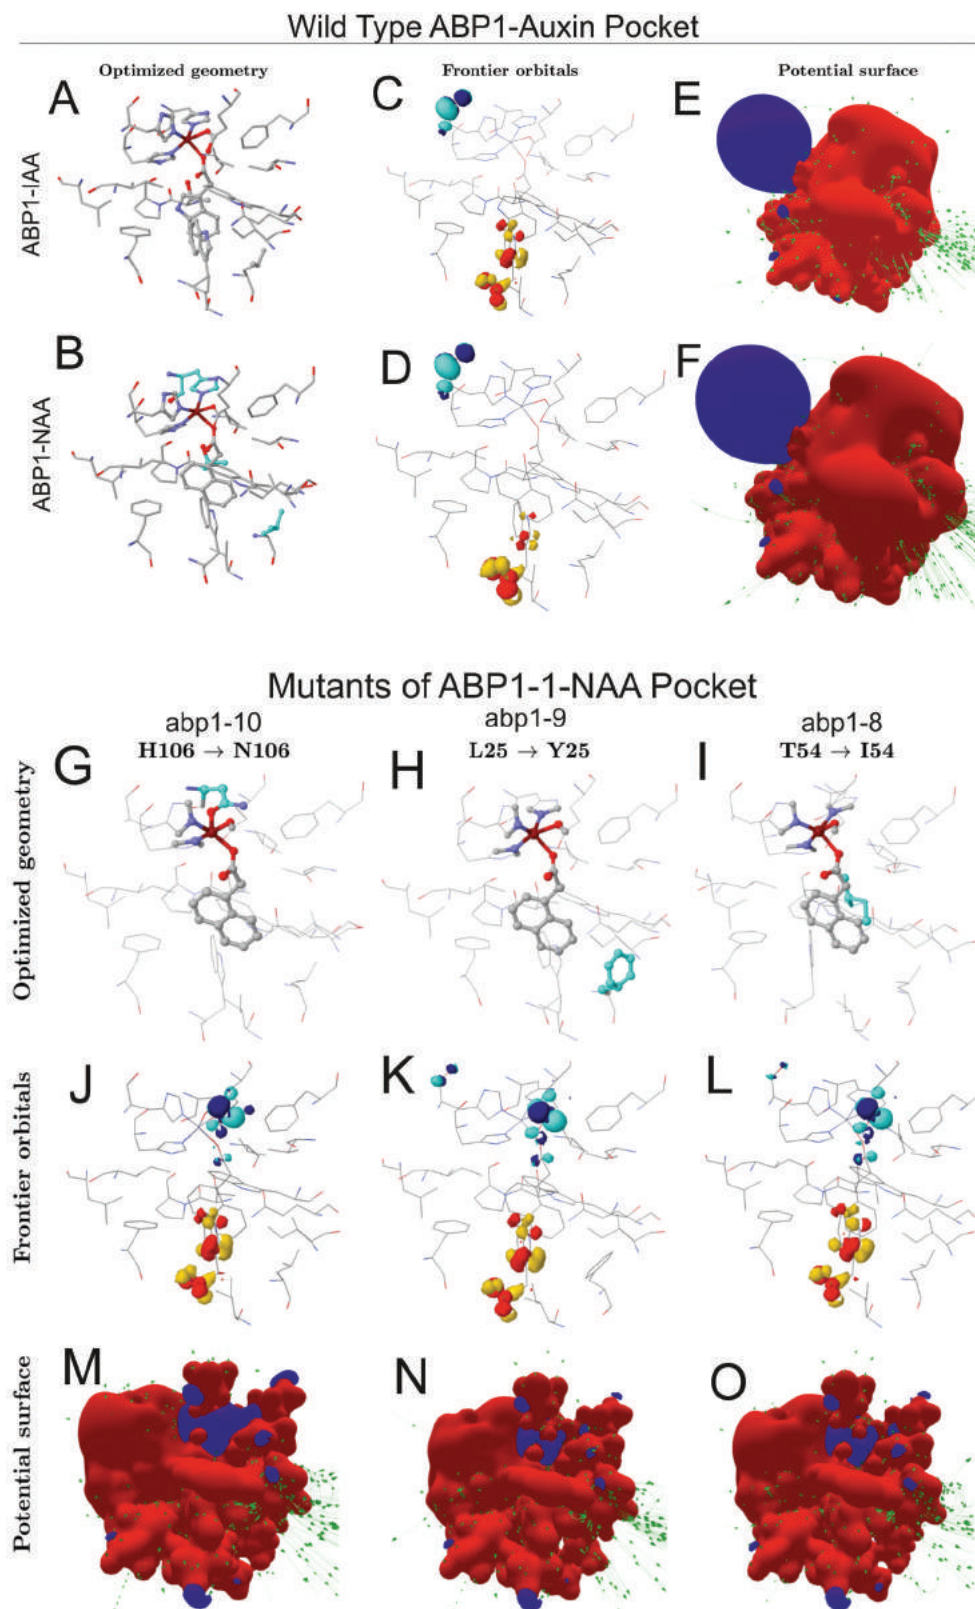 Wild Type ABP1-Auxin Pocket
Optimized geometry
Frontier orbitals
Potential surface
A
C
E
ABP1-IAA
B
D
F
ABP1-NAA
Mutants of ABP1-1-NAA Pocket
abp1-10
abp1-9
abp1-8
H106 → N106
L25 → Y25
T54 → I54
G
H
I
Optimized geometry
J
K
L
Frontier orbitals
M
N
O
Potential surface